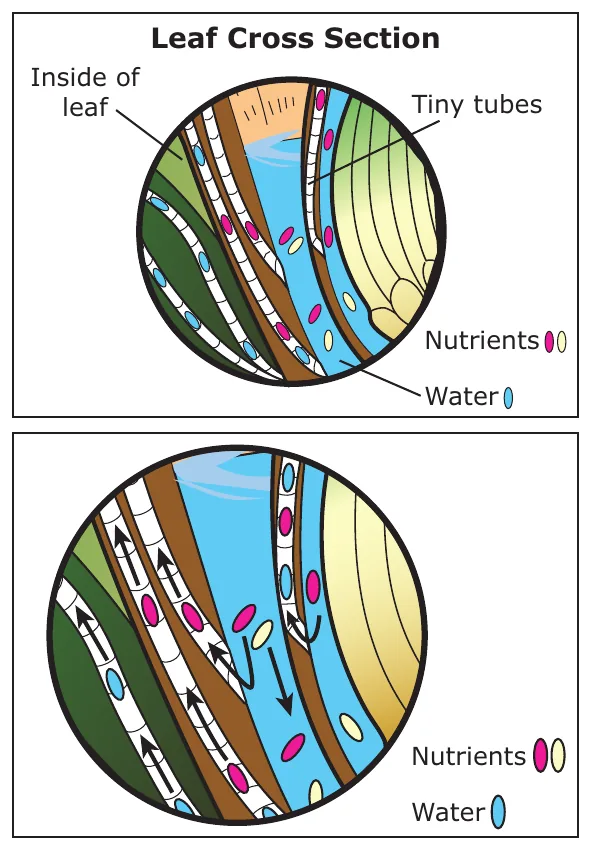 Leaf Cross Section
Inside of
leaf
Tiny tubes
Nutrients
Water
Nutrients
Water